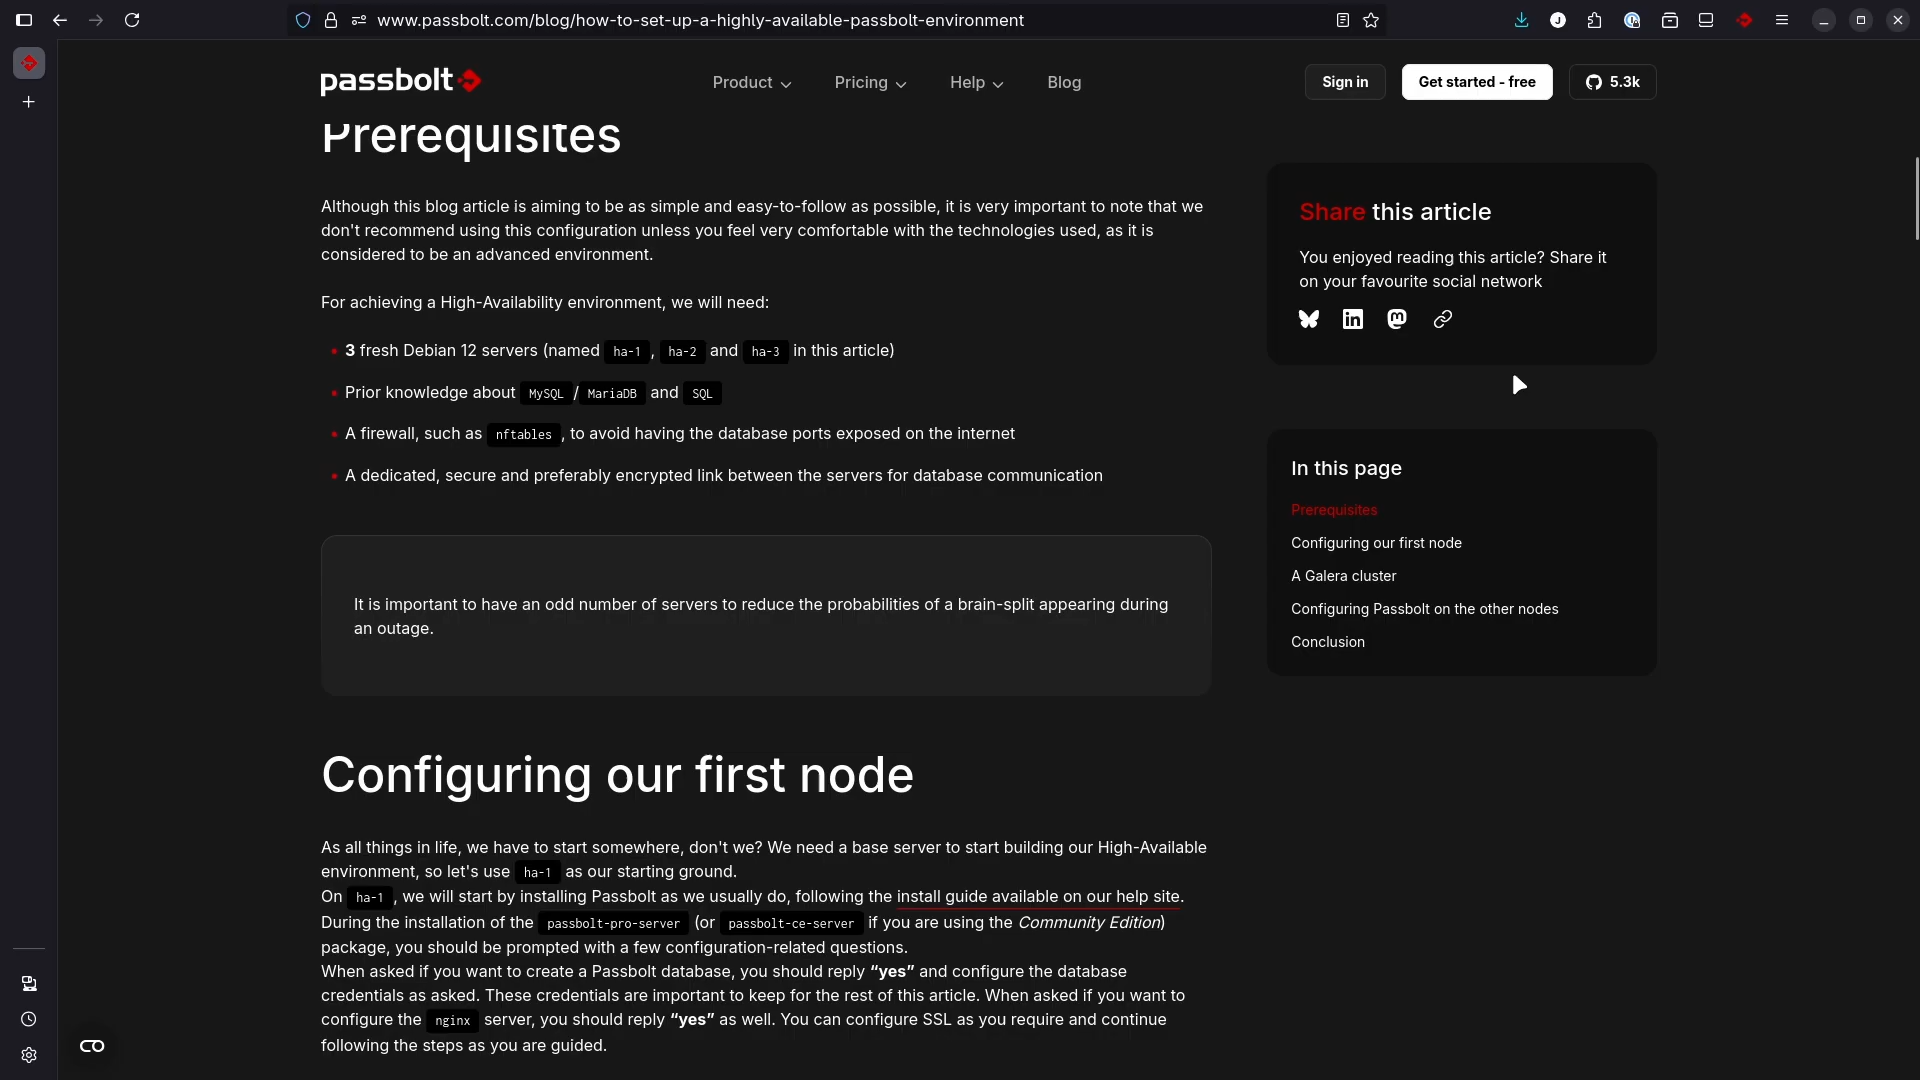 www.passbolt.com/blog/how-to-set-up-a-highly-available-passbolt-environment
J
passbolt
Product
Pricing
Help
Blog
Sign in
Get started - free
5.3k
Prerequisites
Although this blog article is aiming to be as simple and easy-to-follow as possible, it is very important to note that we
don't recommend using this configuration unless you feel very comfortable with the technologies used, as it is
considered to be an advanced environment.
For achieving a High-Availability environment, we will need:
• 3 fresh Debian 12 servers (named ha-1, ha-2 and ha-3 in this article)
• Prior knowledge about MySQL/MariaDB and SQL
• A firewall, such as nftables, to avoid having the database ports exposed on the internet
• A dedicated, secure and preferably encrypted link between the servers for database communication
It is important to have an odd number of servers to reduce the probabilities of a brain-split appearing during
an outage.
Configuring our first node
As all things in life, we have to start somewhere, don't we? We need a base server to start building our High-Available
environment, so let's use ha-1 as our starting ground.
On ha-1, we will start by installing Passbolt as we usually do, following the install guide available on our help site.
During the installation of the passbolt-pro-server (or passbolt-ce-server if you are using the Community Edition)
package, you should be prompted with a few configuration-related questions.
When asked if you want to create a Passbolt database, you should reply “yes” and configure the database
credentials as asked. These credentials are important to keep for the rest of this article. When asked if you want to
configure the nginx server, you should reply “yes” as well. You can configure SSL as you require and continue
following the steps as you are guided.
Share this article
You enjoyed reading this article? Share it
on your favourite social network
In this page
Prerequisites
Configuring our first node
A Galera cluster
Configuring Passbolt on the other nodes
Conclusion